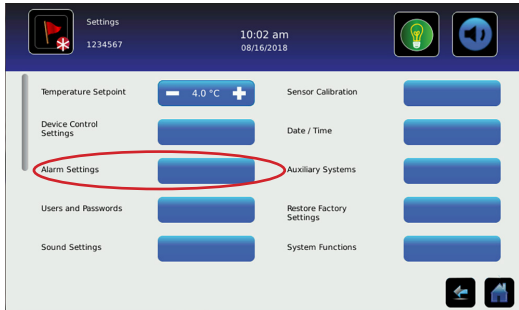 Settings
1234567
10:02 am
08/16/2018
Temperature Setpoint
4.0 °C
Sensor Calibration
Device Control
Settings
Date / Time
Alarm Settings
Auxiliary Systems
Users and Passwords
Restore Factory
Settings
Sound Settings
System Functions